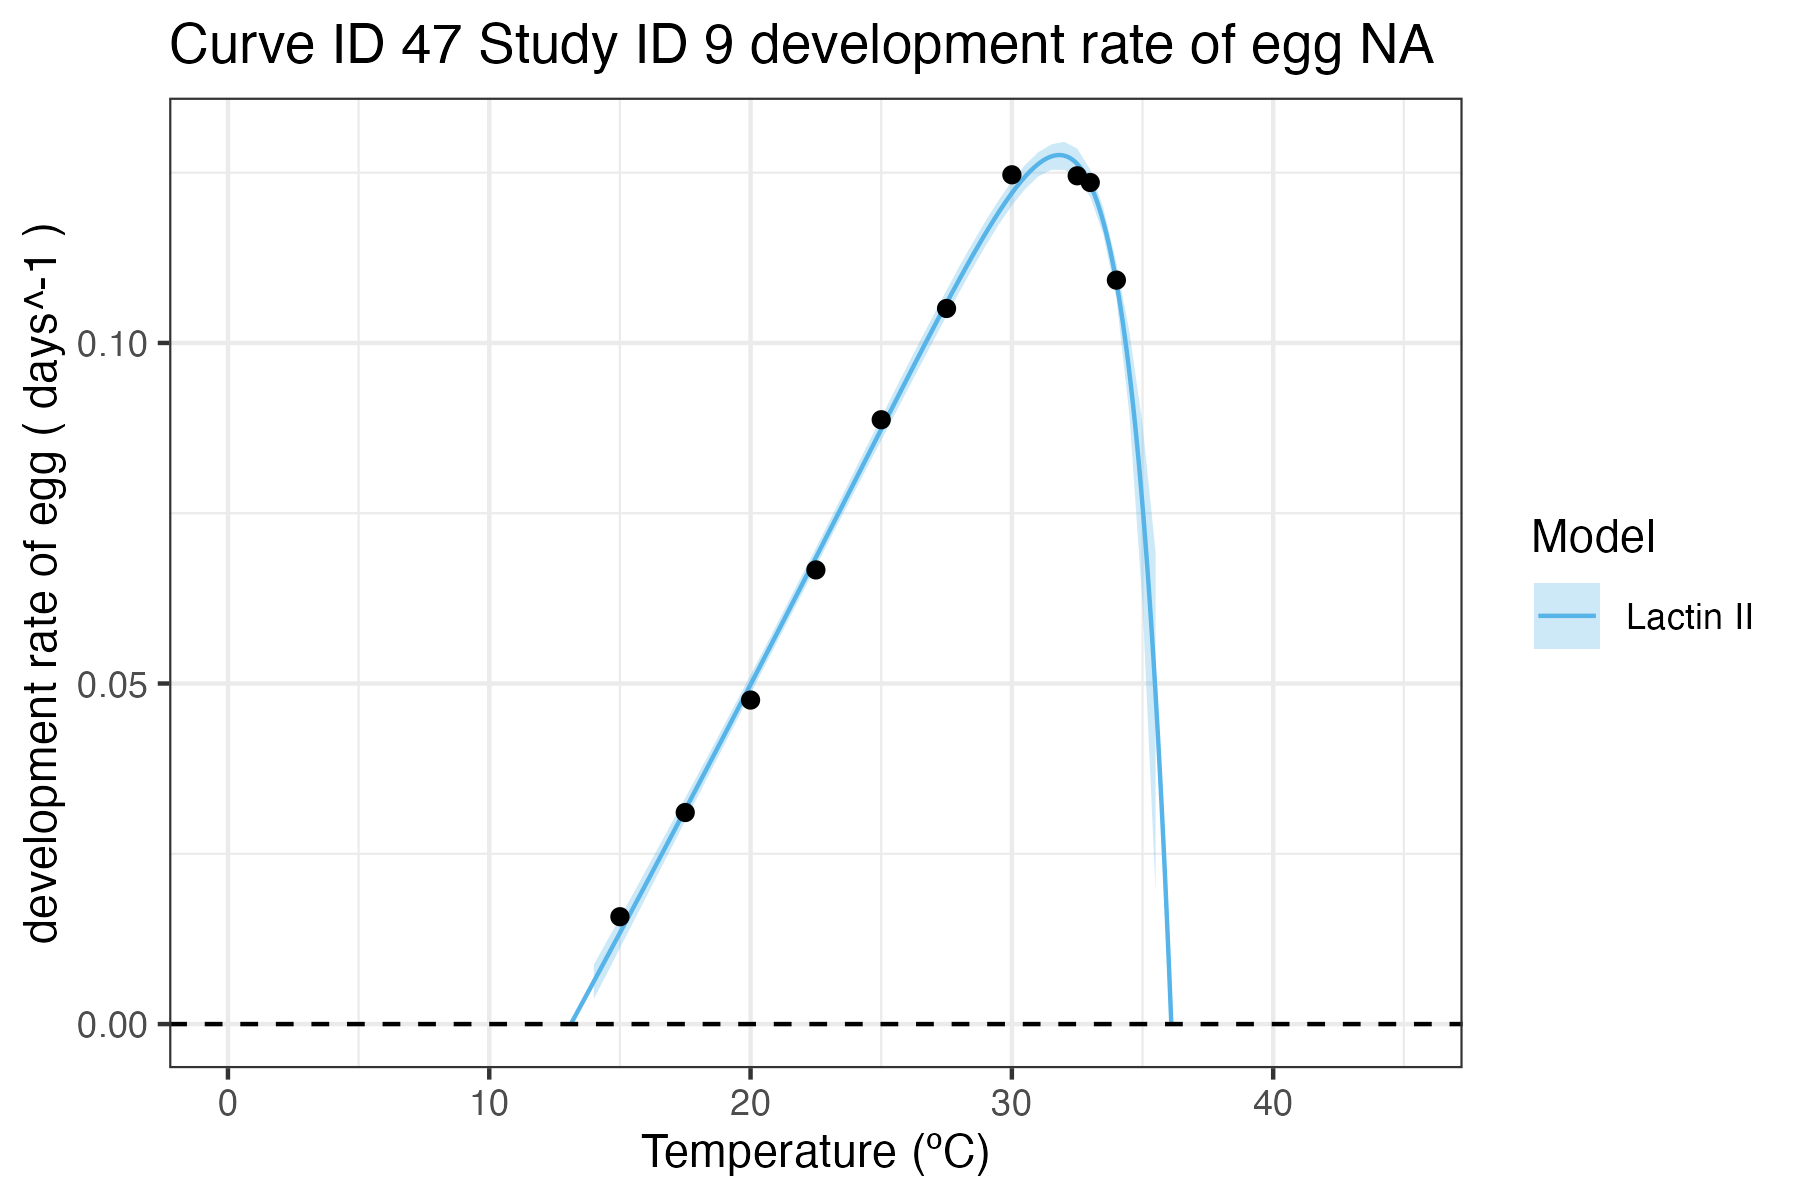 Curve ID 47 Study ID 9 development rate of egg NA
development rate of egg ( days^-1 )
0.10
0.05
0.00
0 10 20 30 40
Temperature (ºC)
Model
Lactin II